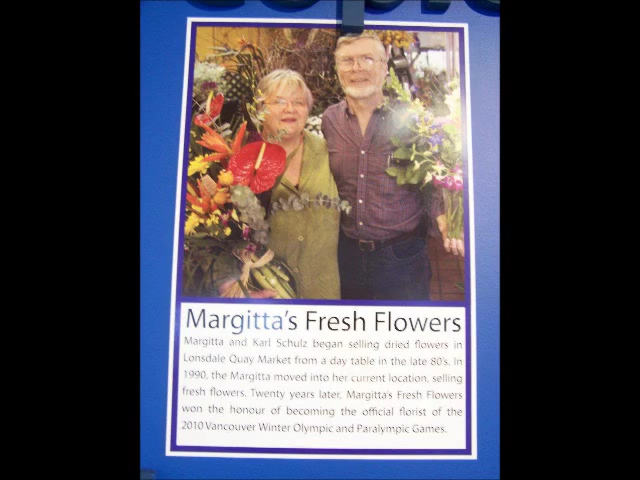 Margitta's Fresh Flowers
Margitta and Karl Schulz began selling dried flowers in
Lonsdale Quay Market from a day table in the late 80's. In
1990, the Margitta moved into her current location, selling
fresh flowers. Twenty years later, Margitta's Fresh Flowers
won the honour of becoming the official florist of the
2010 Vancouver Winter Olympic and Paralympic Games.